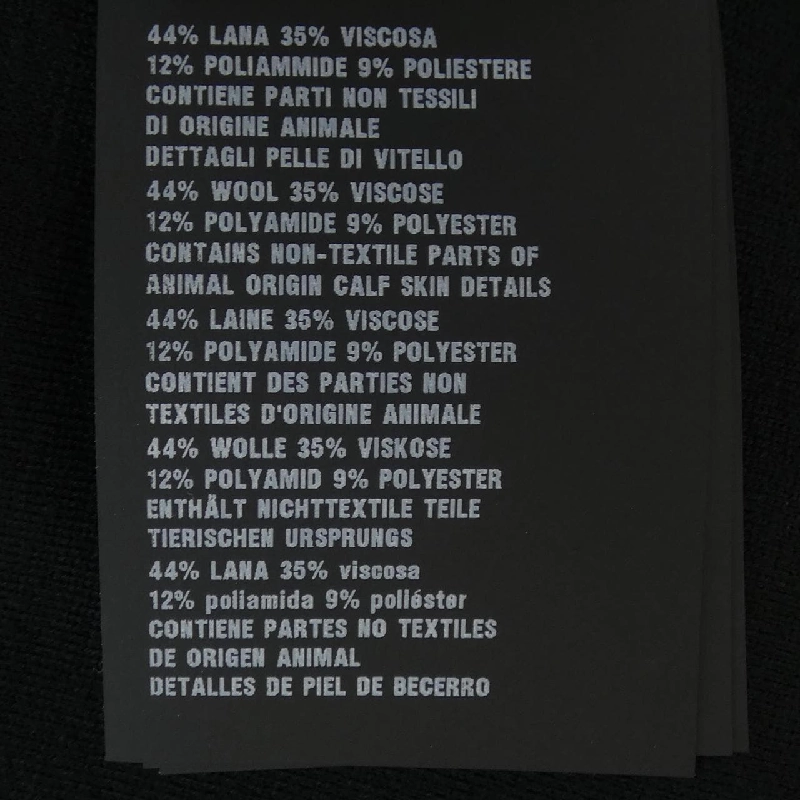 44% LANA 35% VISCOSA
12% POLIAMMIDE 9% POLIESTERE
CONTIENE PARTI NON TESSILI
DI ORIGINE ANIMALE
DETTAGLI PELLE DI VITELLO
44% WOOL 35% VISCOSE
12% POLYAMIDE 9% POLYESTER
CONTAINS NON-TEXTILE PARTS OF
ANIMAL ORIGIN CALF SKIN DETAILS
44% LAINE 35% VISCOSE
12% POLYAMIDE 9% POLYESTER
CONTIENT DES PARTIES NON
TEXTILES D'ORIGINE ANIMALE
44% WOLLE 35% VISKOSE
12% POLYAMID 9% POLYESTER
ENTHÄLT NICHTTEXTILE TEILE
TIERISCHEN URSPRUNGS
44% LANA 35% viscosa
12% poliamida 9% poliéster
CONTIENE PARTES NO TEXTILES
DE ORIGEN ANIMAL
DETALLES DE PIEL DE BECERRO